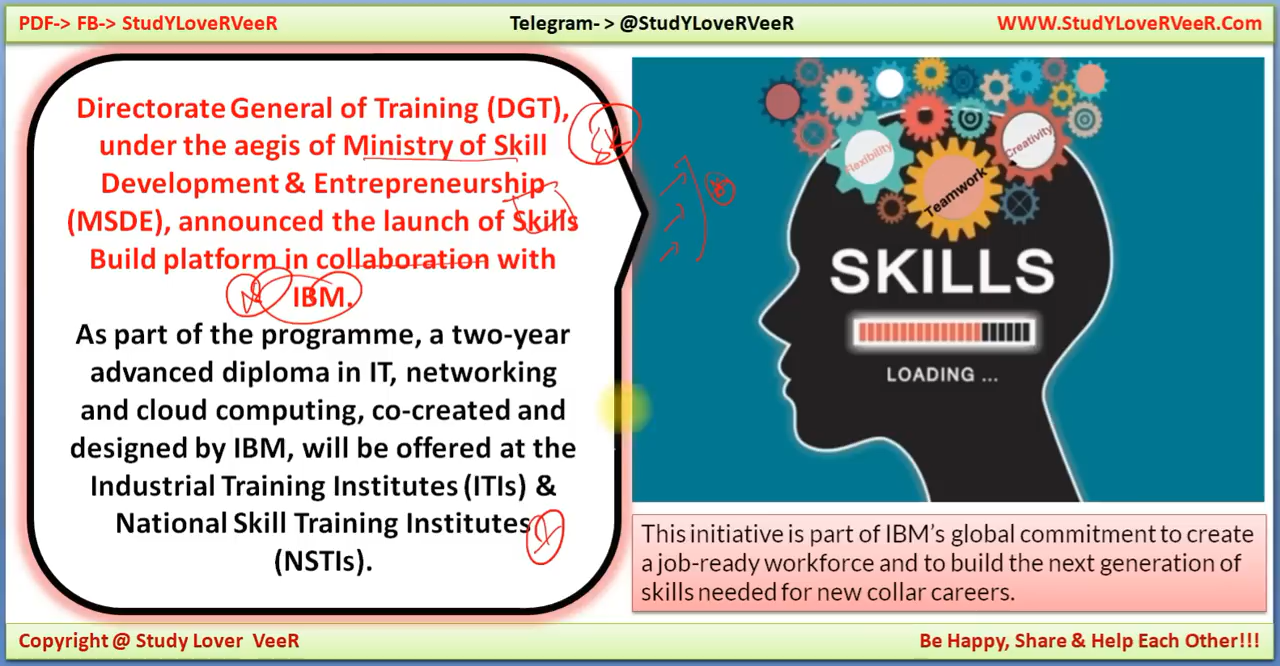 PDF-> FB-> StudYLoveRVeeR
Telegram- > @StudYLoveRVeeR
WWW.StudYLoveRVeeR.Com
Directorate General of Training (DGT),
under the aegis of Ministry of Skill
Development & Entrepreneurship
(MSDE), announced the launch of Skills
Build platform in collaboration with
IBM.
As part of the programme, a two-year
advanced diploma in IT, networking
and cloud computing, co-created and
designed by IBM, will be offered at the
Industrial Training Institutes (ITIs) &
National Skill Training Institutes
(NSTIs).
Flexibility
Teamwork
Creativity
SKILLS
LOADING ...
This initiative is part of IBM’s global commitment to create
a job-ready workforce and to build the next generation of
skills needed for new collar careers.
Copyright @ Study Lover VeeR
Be Happy, Share & Help Each Other!!!